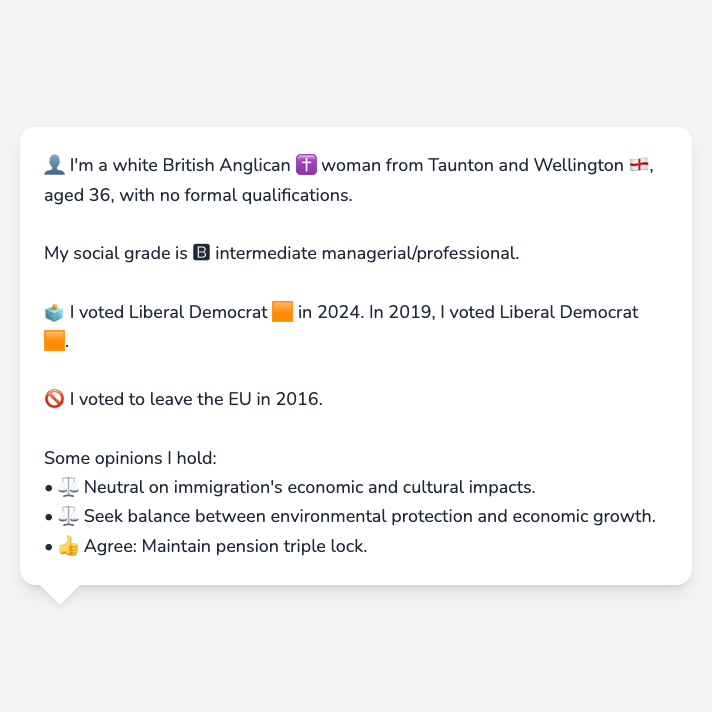 👤 I'm a white British Anglican ✝️ woman from Taunton and Wellington 🏴󠁧󠁢󠁥󠁮󠁧󠁿,
aged 36, with no formal qualifications.
My social grade is 🅱 intermediate managerial/professional.
🗳️ I voted Liberal Democrat 🟧 in 2024. In 2019, I voted Liberal Democrat
🟧.
🚫 I voted to leave the EU in 2016.
Some opinions I hold:
• ⚖️ Neutral on immigration's economic and cultural impacts.
• ⚖️ Seek balance between environmental protection and economic growth.
• 👍 Agree: Maintain pension triple lock.